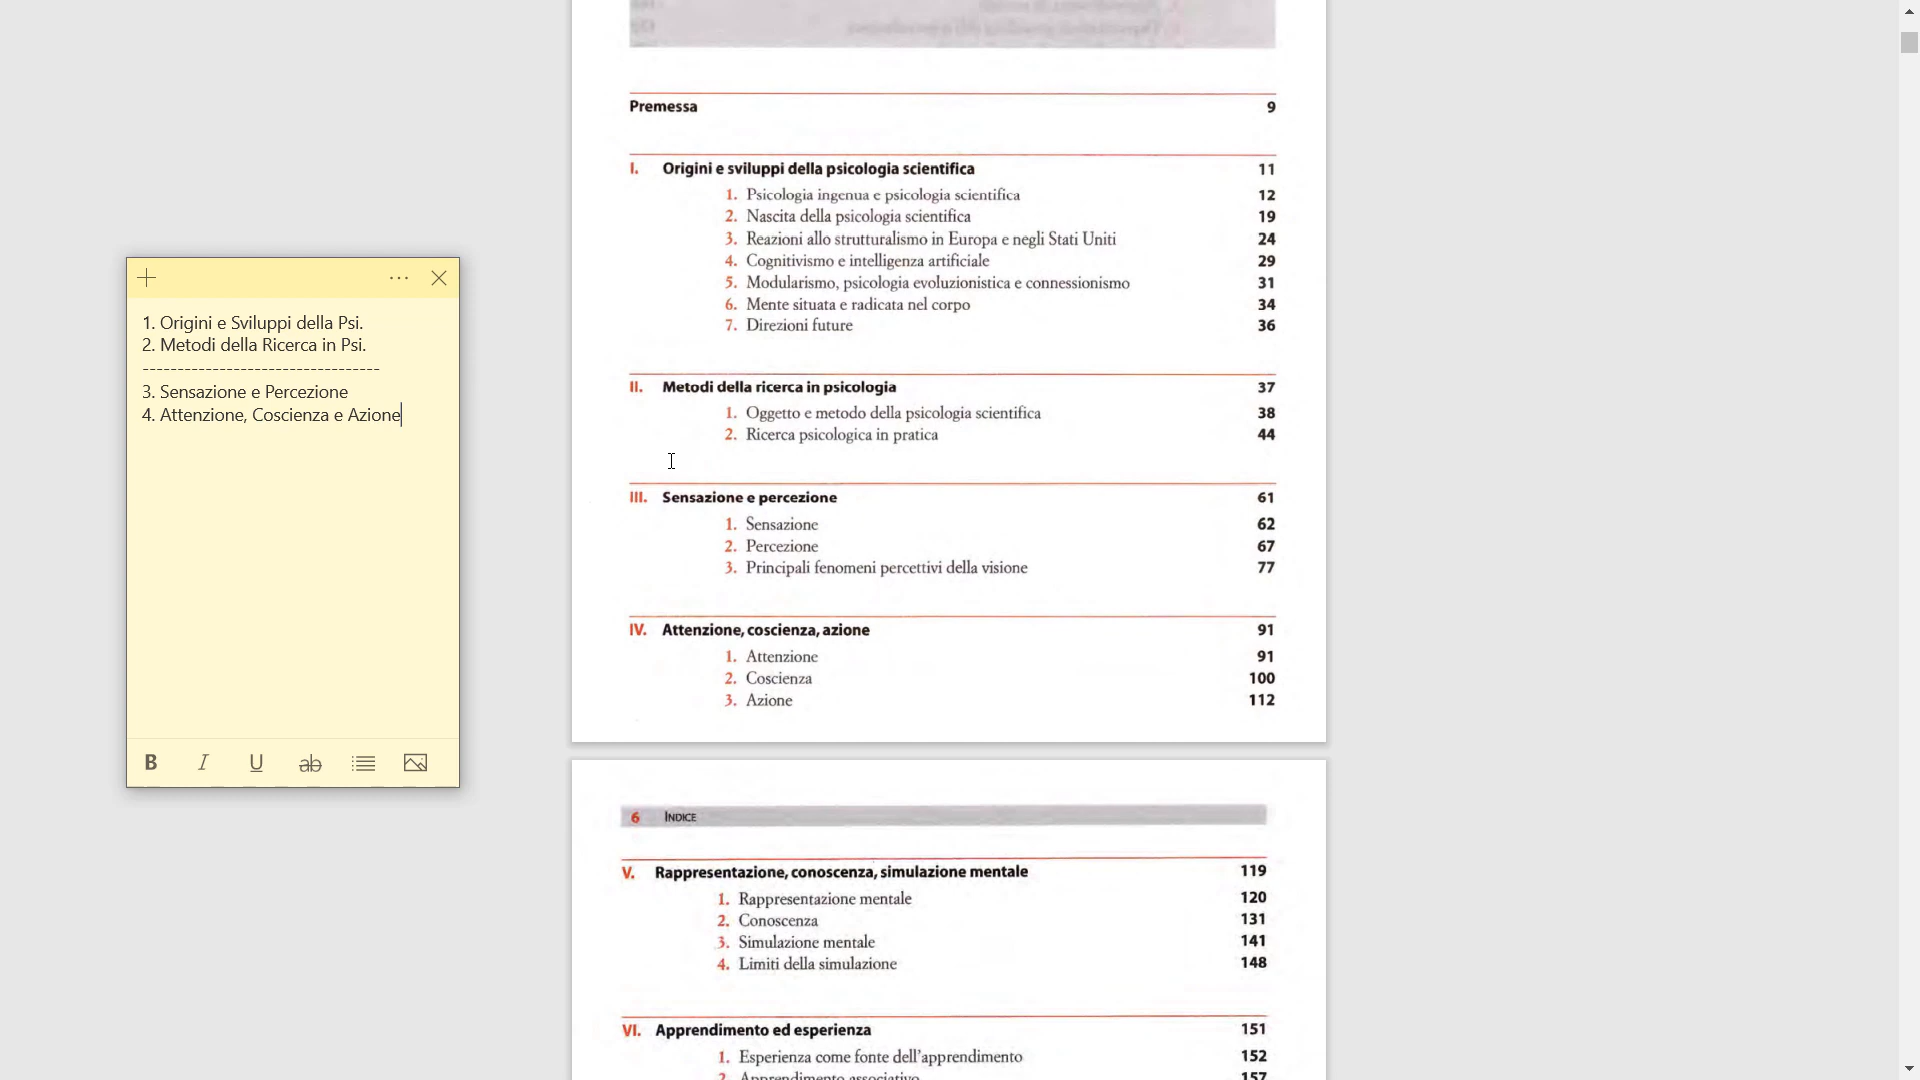 1. Origini e Sviluppi della Psi.
2. Metodi della Ricerca in Psi.
----------------------------------
3. Sensazione e Percezione
4. Attenzione, Coscienza e Azione
B I U ab
Premessa 9
I. Origini e sviluppi della psicologia scientifica 11
1. Psicologia ingenua e psicologia scientifica 12
2. Nascita della psicologia scientifica 19
3. Reazioni allo strutturalismo in Europa e negli Stati Uniti 24
4. Cognitivismo e intelligenza artificiale 29
5. Modularismo, psicologia evoluzionistica e connessionismo 31
6. Mente situata e radicata nel corpo 34
7. Direzioni future 36
II. Metodi della ricerca in psicologia 37
1. Oggetto e metodo della psicologia scientifica 38
2. Ricerca psicologica in pratica 44
III. Sensazione e percezione 61
1. Sensazione 62
2. Percezione 67
3. Principali fenomeni percettivi della visione 77
IV. Attenzione, coscienza, azione 91
1. Attenzione 91
2. Coscienza 100
3. Azione 112
6 INDICE
V. Rappresentazione, conoscenza, simulazione mentale 119
1. Rappresentazione mentale 120
2. Conoscenza 131
3. Simulazione mentale 141
4. Limiti della simulazione 148
VI. Apprendimento ed esperienza 151
1. Esperienza come fonte dell'apprendimento 152
2. Apprendimento associativo 157